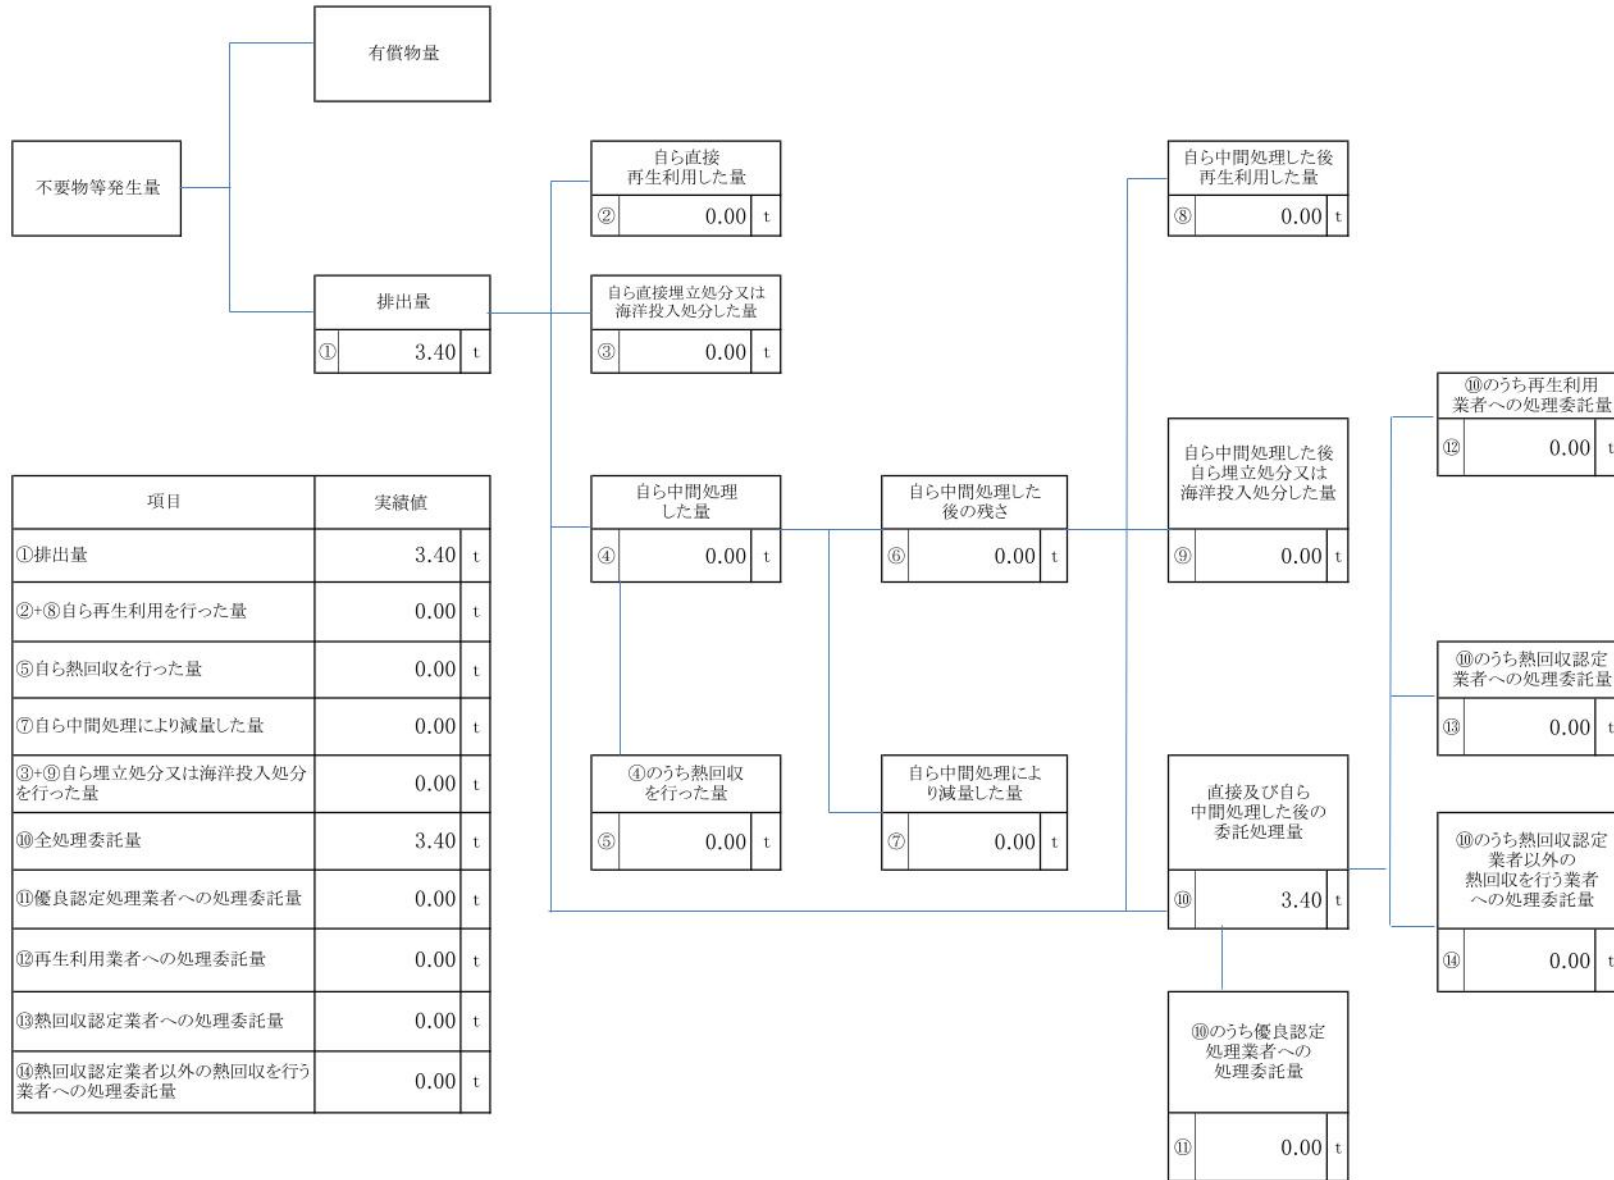 有償物量
不要物等発生量
排出量
① 3.40 t
自ら直接
再生利用した量
② 0.00 t
自ら直接埋立処分又は
海洋投入処分した量
③ 0.00 t
自ら中間処理
した量
④ 0.00 t
④のうち熱回収
を行った量
⑤ 0.00 t
自ら中間処理した
後の残さ
⑥ 0.00 t
自ら中間処理によ
り減量した量
⑦ 0.00 t
自ら中間処理した後
再生利用した量
⑧ 0.00 t
自ら中間処理した後
自ら埋立処分又は
海洋投入処分した量
⑨ 0.00 t
直接及び自ら
中間処理した後の
委託処理量
⑩ 3.40 t
⑩のうち優良認定
処理業者への
処理委託量
⑪ 0.00 t
⑩のうち再生利用
業者への処理委託量
⑫ 0.00 t
⑩のうち熱回収認定
業者への処理委託量
⑬ 0.00 t
⑩のうち熱回収認定
業者以外の
熱回収を行う業者
への処理委託量
⑭ 0.00 t
項目 実績値
①排出量 3.40 t
②+⑧自ら再生利用を行った量 0.00 t
⑤自ら熱回収を行った量 0.00 t
⑦自ら中間処理により減量した量 0.00 t
③+⑨自ら埋立処分又は海洋投入処分
を行った量 0.00 t
⑩全処理委託量 3.40 t
⑪優良認定処理業者への処理委託量 0.00 t
⑫再生利用業者への処理委託量 0.00 t
⑬熱回収認定業者への処理委託量 0.00 t
⑭熱回収認定業者以外の熱回収を行う
業者への処理委託量 0.00 t